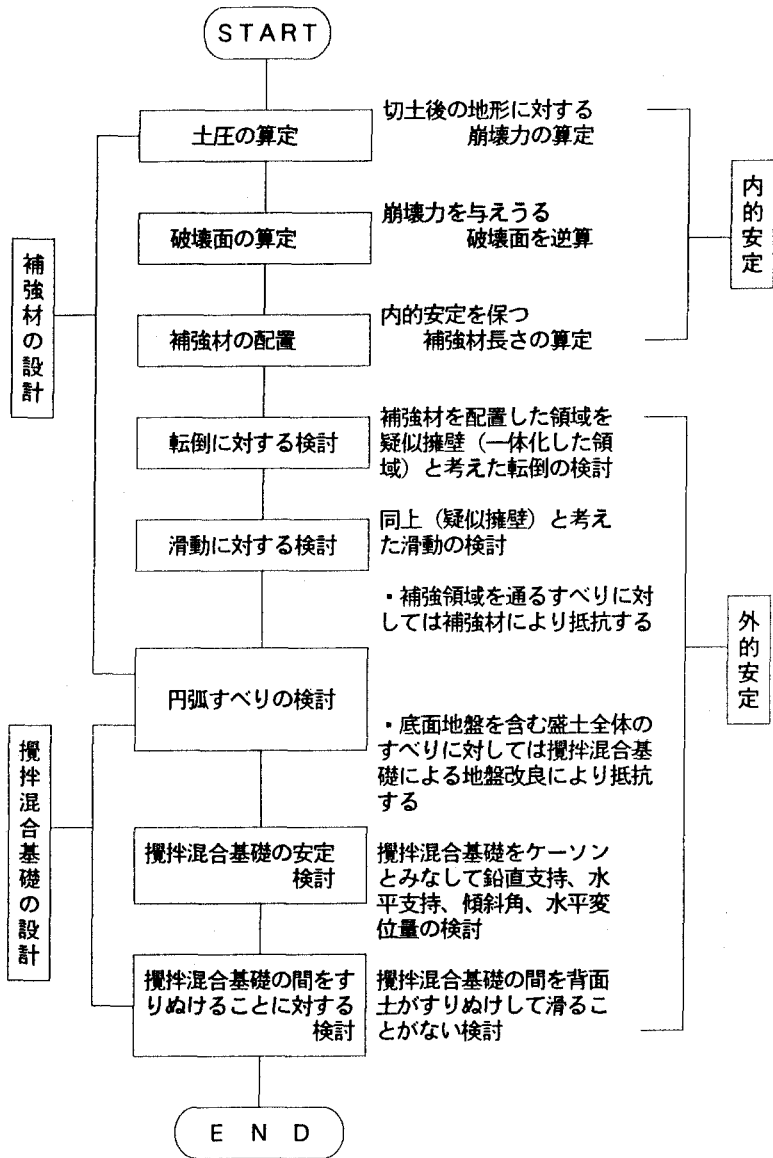 START
土圧の算定
切土後の地形に対する
崩壊力の算定
破壊面の算定
崩壊力を与えうる
破壊面を逆算
補強材の配置
内的安定を保つ
補強材長さの算定
内的安定
補強材の設計
転倒に対する検討
補強材を配置した領域を
疑似擁壁（一体化した領
域）と考えた転倒の検討
滑動に対する検討
同上（疑似擁壁）と考え
た滑動の検討
・補強領域を通るすべりに対
しては補強材により抵抗する
円弧すべりの検討
・底面地盤を含む盛土全体の
すべりに対しては攪拌混合基
礎による地盤改良により抵抗
する
外的安定
攪拌混合基礎の設計
攪拌混合基礎の安定
検討
攪拌混合基礎をケーソン
とみなして鉛直支持、水
平支持、傾斜角、水平変
位量の検討
攪拌混合基礎の間をす
りぬけることに対する
検討
攪拌混合基礎の間を背面
土がすりぬけして滑るこ
とがない検討
END